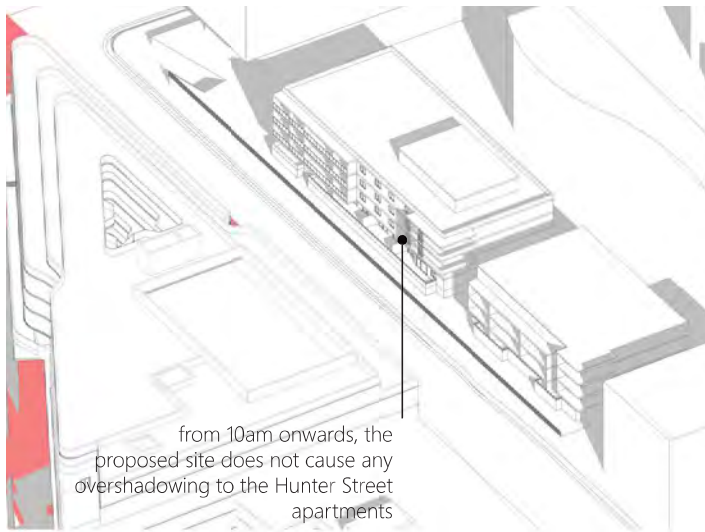 from 10am onwards, the
proposed site does not cause any
overshadowing to the Hunter Street
apartments